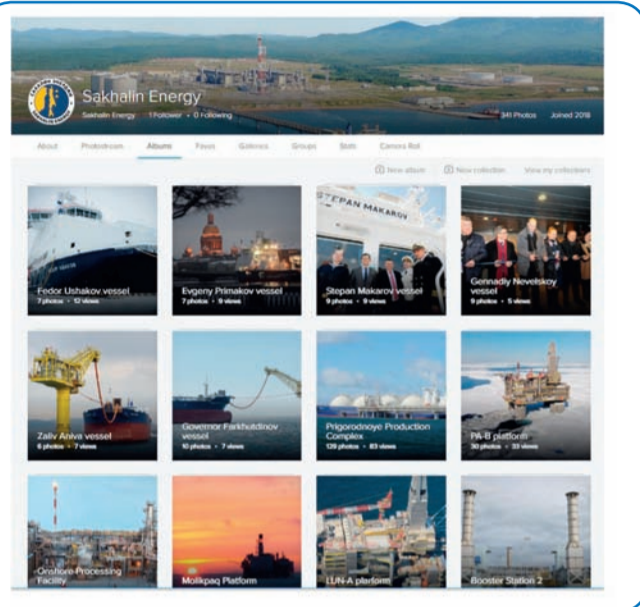 Sakhalin Energy
Sakhalin Energy 1 Follower • 0 Following 341 Photos Joined 2018
About Photostream Albums Faves Galleries Groups Stats Camera Roll
New album New collection View my collections
STEPAN MAKAROV
Fedor Ushakov vessel
7 photos • 12 views
Evgeny Primakov vessel
7 photos • 9 views
Stepan Makarov vessel
9 photos • 9 views
Gennadiy Nevelskoy
vessel
9 photos • 5 views
Zaliv Aniva vessel
6 photos • 7 views
Governor Farkhutdinov
vessel
10 photos • 7 views
Prigorodnoye Production
Complex
129 photos • 83 views
PA-B platform
30 photos • 33 views
Onshore Processing
Facility
Molikpaq Platform
LUN-A platform
Booster Station 2